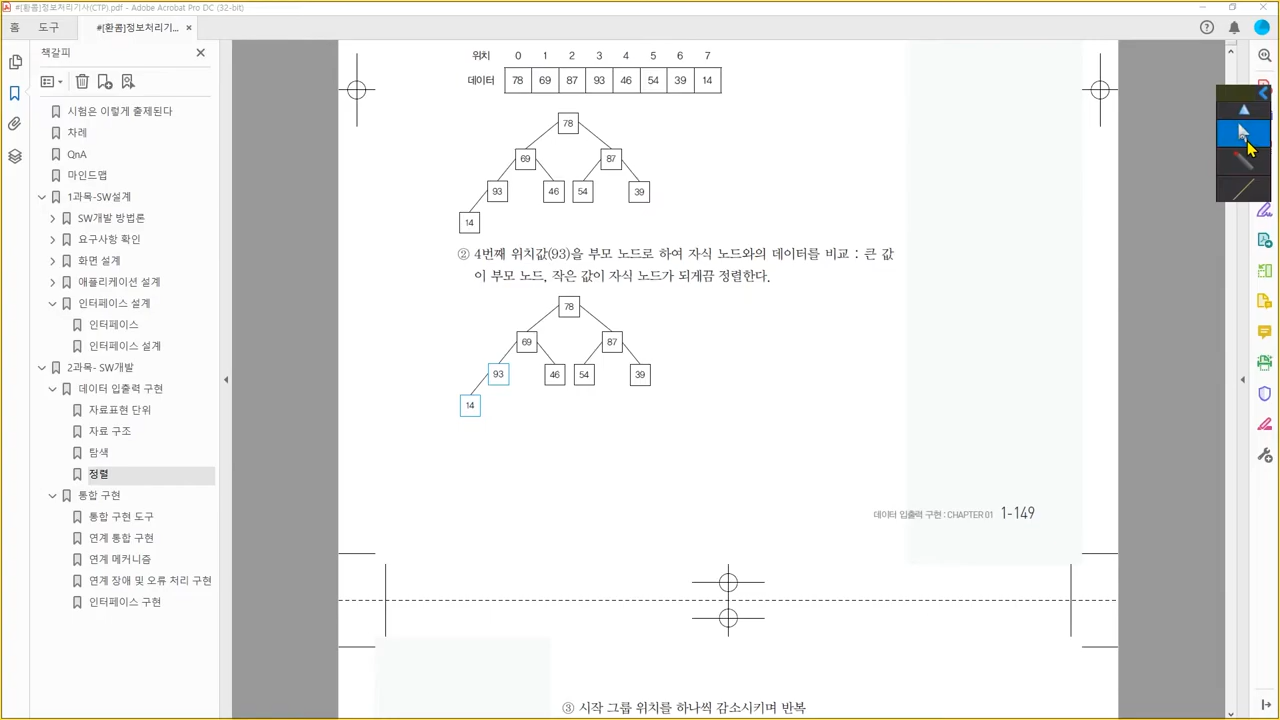 #[환콤]정보처리기사(CTP).pdf - Adobe Acrobat Pro DC (32-bit)
홈 도구 #[환콤]정보처리기... ×
책갈피
시험은 이렇게 출제된다
차례
QnA
마인드맵
1과목-SW설계
SW개발 방법론
요구사항 확인
화면 설계
애플리케이션 설계
인터페이스 설계
인터페이스
인터페이스 설계
2과목- SW개발
데이터 입출력 구현
자료표현 단위
자료 구조
탐색
정렬
통합 구현
통합 구현 도구
연계 통합 구현
연계 메커니즘
연계 장애 및 오류 처리 구현
인터페이스 구현
위치 0 1 2 3 4 5 6 7
데이터 78 69 87 93 46 54 39 14
78
69 87
93 46 54 39
14
② 4번째 위치값(93)을 부모 노드로 하여 자식 노드와의 데이터를 비교 : 큰 값
이 부모 노드, 작은 값이 자식 노드가 되게끔 정렬한다.
78
69 87
93 46 54 39
14
데이터 입출력 구현 : CHAPTER 01 1-149
③ 시작 그룹 위치를 하나씩 감소시키며 반복